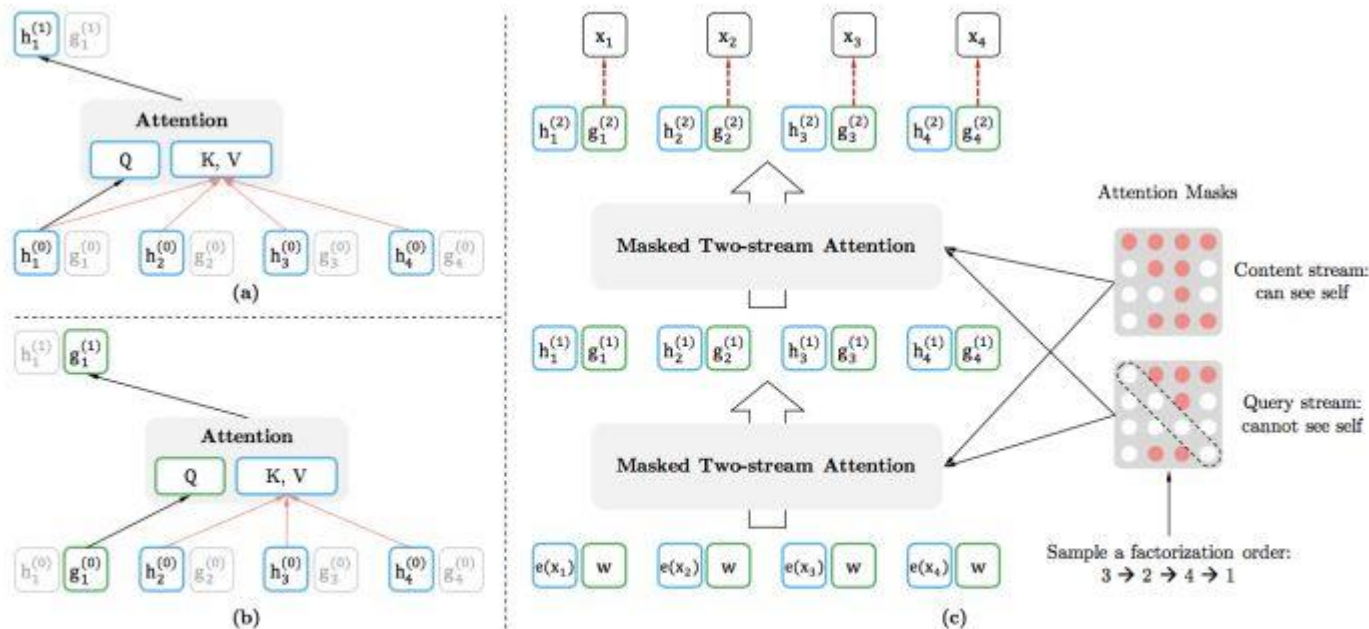 h₁⁽¹⁾ g₁⁽¹⁾
Attention
Q K, V
h₁⁽⁰⁾ g₁⁽⁰⁾ h₂⁽⁰⁾ g₂⁽⁰⁾ h₃⁽⁰⁾ g₃⁽⁰⁾ h₄⁽⁰⁾ g₄⁽⁰⁾
(a)
h₁⁽¹⁾ g₁⁽¹⁾
Attention
Q K, V
h₁⁽⁰⁾ g₁⁽⁰⁾ h₂⁽⁰⁾ g₂⁽⁰⁾ h₃⁽⁰⁾ g₃⁽⁰⁾ h₄⁽⁰⁾ g₄⁽⁰⁾
(b)
x₁ x₂ x₃ x₄
h₁⁽²⁾ g₁⁽²⁾ h₂⁽²⁾ g₂⁽²⁾ h₃⁽²⁾ g₃⁽²⁾ h₄⁽²⁾ g₄⁽²⁾
Masked Two-stream Attention
h₁⁽¹⁾ g₁⁽¹⁾ h₂⁽¹⁾ g₂⁽¹⁾ h₃⁽¹⁾ g₃⁽¹⁾ h₄⁽¹⁾ g₄⁽¹⁾
Masked Two-stream Attention
e(x₁) w e(x₂) w e(x₃) w e(x₄) w
(c)
Attention Masks
Content stream:
can see self
Query stream:
cannot see self
Sample a factorization order:
3 → 2 → 4 → 1